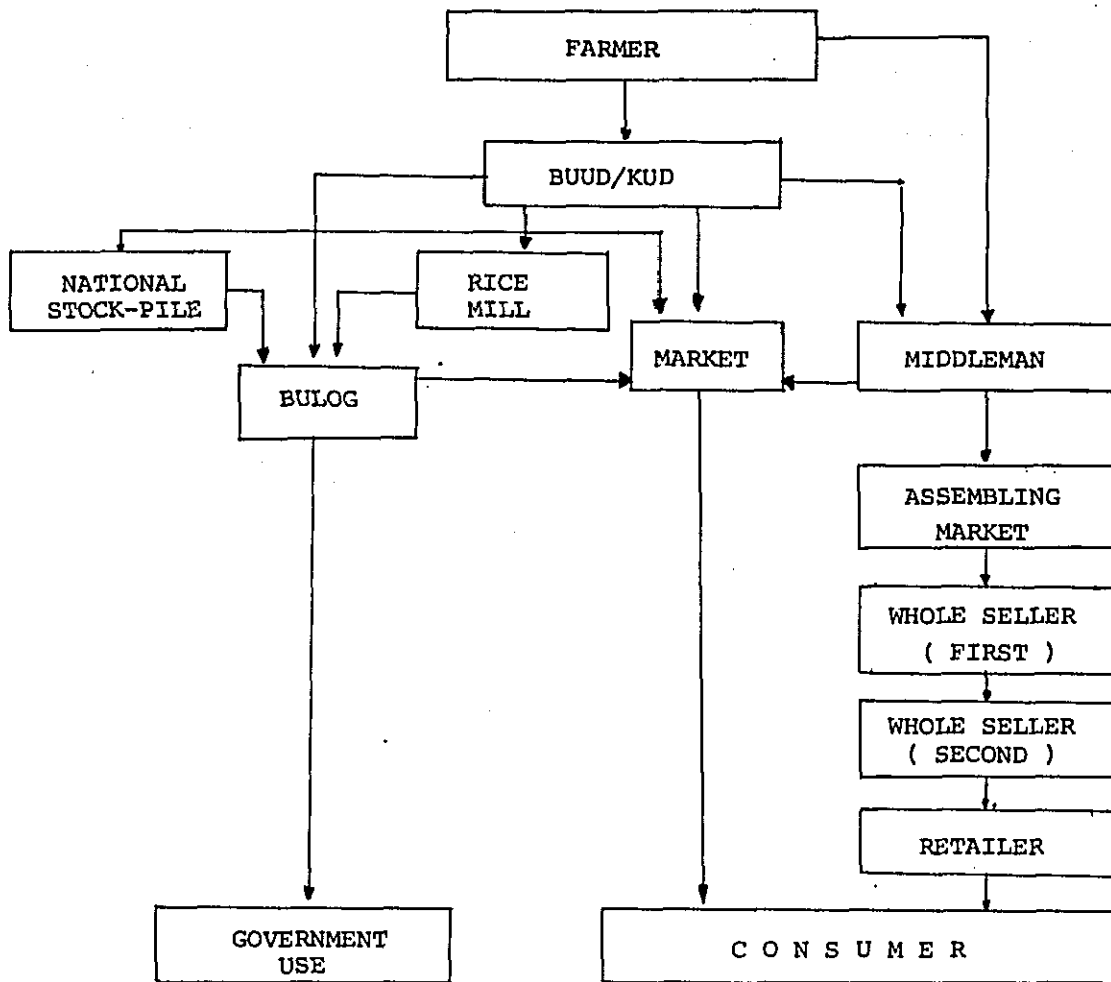 FARMER
BUUD/KUD
NATIONAL
STOCK-PILE
RICE
MILL
MARKET
MIDDLEMAN
BULOG
ASSEMBLING
MARKET
WHOLE SELLER
( FIRST )
WHOLE SELLER
( SECOND )
RETAILER
GOVERNMENT
USE
C O N S U M E R